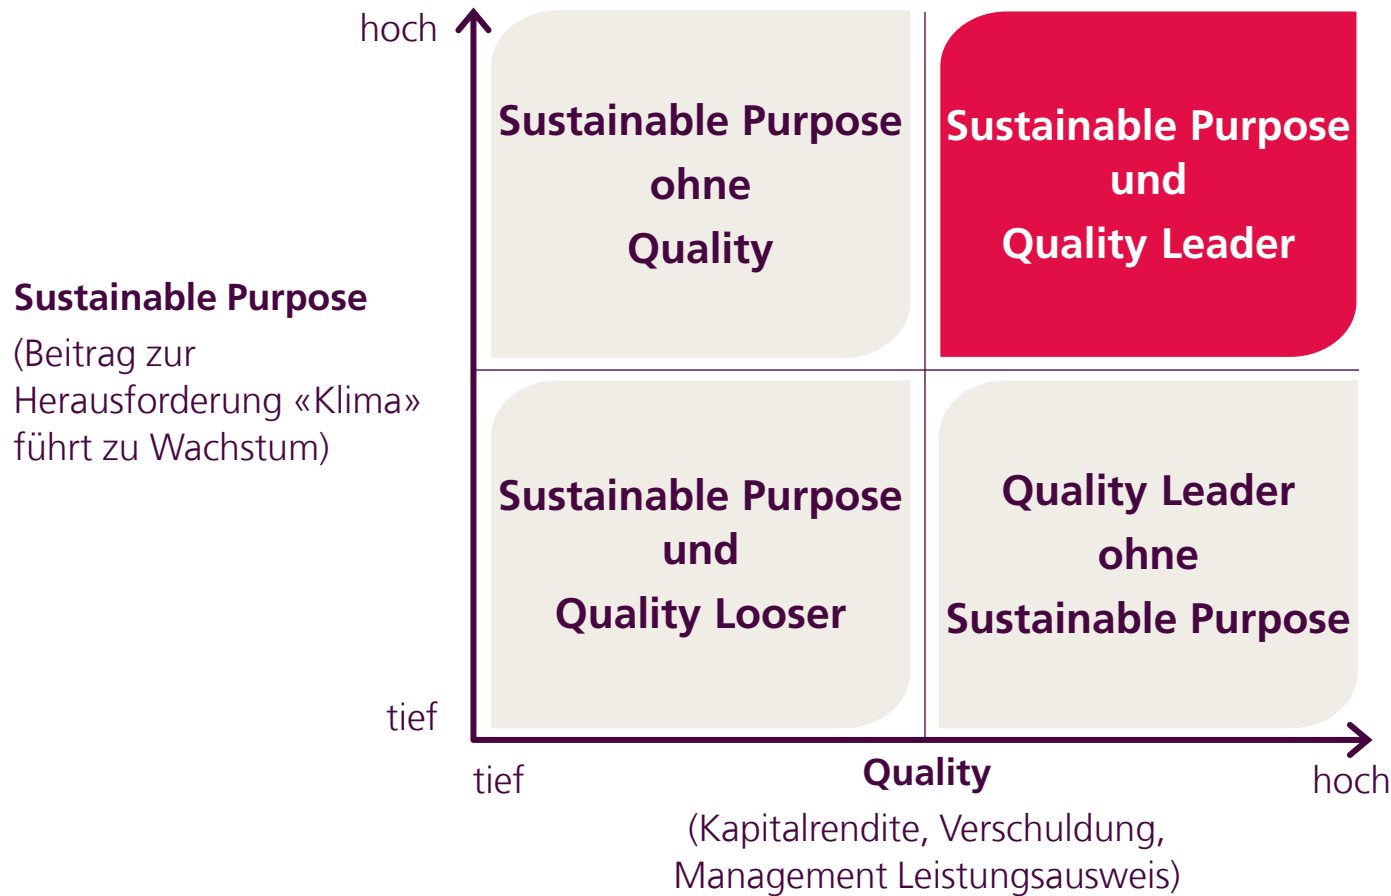 hoch
Sustainable Purpose
ohne
Quality
Sustainable Purpose
und
Quality Leader
Sustainable Purpose
(Beitrag zur
Herausforderung «Klima»
führt zu Wachstum)
Sustainable Purpose
und
Quality Looser
Quality Leader
ohne
Sustainable Purpose
tief
tief
Quality
hoch
(Kapitalrendite, Verschuldung,
Management Leistungsausweis)